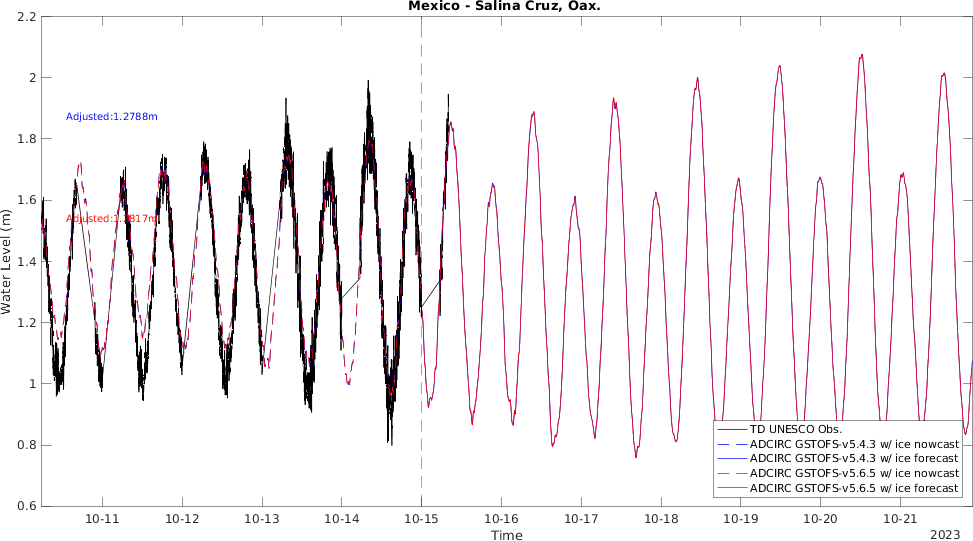 Mexico - Salina Cruz, Oax.
2.2
2
1.8
1.6
1.4
1.2
1
0.8
0.6
Water Level (m)
Adjusted:1.2788m
TD UNESCO Obs.
ADCIRC GSTOFS-v5.4.3 w/ ice nowcast
ADCIRC GSTOFS-v5.4.3 w/ ice forecast
ADCIRC GSTOFS-v5.6.5 w/ ice nowcast
ADCIRC GSTOFS-v5.6.5 w/ ice forecast
10-11 10-12 10-13 10-14 10-15 10-16 10-17 10-18 10-19 10-20 10-21
Time
2023